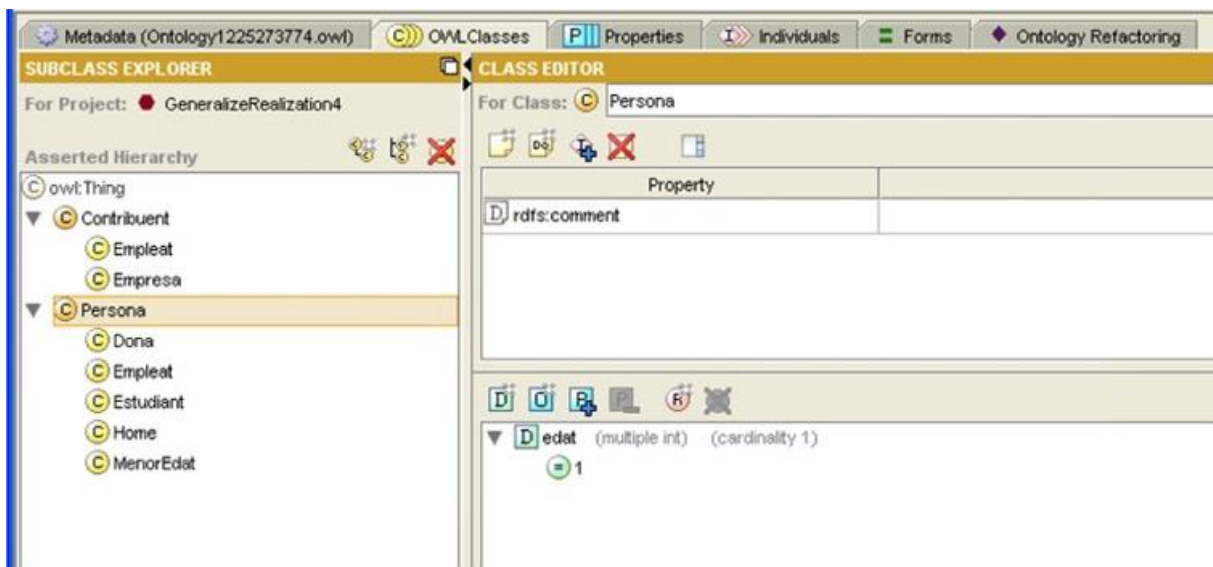 Metadata (Ontology1225273774.owl) OWLClasses Properties Individuals Forms Ontology Refactoring
SUBCLASS EXPLORER
For Project: GeneralizeRealization4
Asserted Hierarchy
owl:Thing
Contribuent
Empleat
Empresa
Persona
Dona
Empleat
Estudiant
Home
MenorEdat
CLASS EDITOR
For Class: Persona
Property
rdfs:comment
edat (multiple int) (cardinality 1)
1